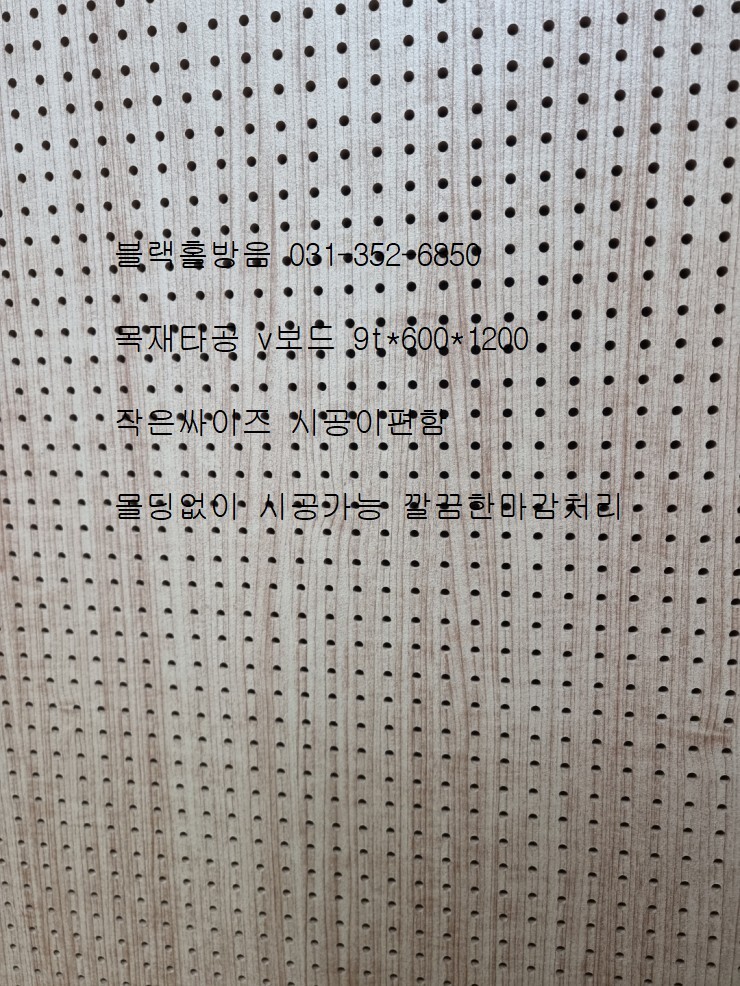 블랙홀방음 031-352-6850
목재타공 v보드 9t*600*1200
작은싸이즈 시공이편함
몰딩없이 시공가능 깔끔한마감처리